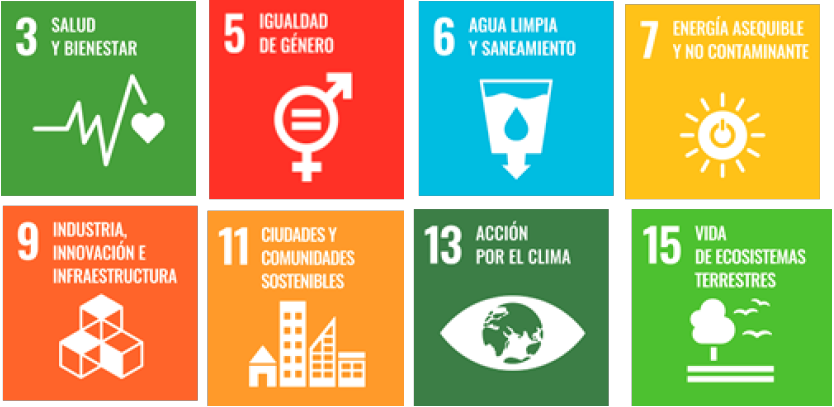 3 SALUD
Y BIENESTAR
5 IGUALDAD
DE GÉNERO
6 AGUA LIMPIA
Y SANEAMIENTO
7 ENERGÍA ASEQUIBLE
Y NO CONTAMINANTE
9 INDUSTRIA,
INNOVACIÓN E
INFRAESTRUCTURA
11 CIUDADES Y
COMUNIDADES
SOSTENIBLES
13 ACCIÓN
POR EL CLIMA
15 VIDA
DE ECOSISTEMAS
TERRESTRES